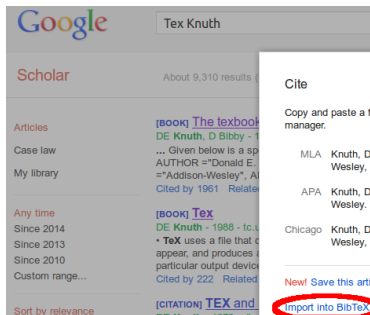 Google
Tex Knuth
Scholar
About 9,310 results (
Articles
Case law
My library
Any time
Since 2014
Since 2013
Since 2010
Custom range...
Sort by relevance
[BOOK] The texbook
DE Knuth, D Bibby - 1
... Given below is a sp
AUTHOR ="Donald E.
="Addison-Wesley", A
Cited by 1961 Relate
[BOOK] Tex
DE Knuth - 1988 - tc.u
• TeX uses a file that c
appear, and produces a
particular output device
Cited by 222 Related
[CITATION] TEX and
Cite
Copy and paste a f
manager.
MLA Knuth, D
Wesley,
APA Knuth, D
Wesley.
Chicago Knuth, D
Wesley,
New! Save this arti
Import into BibTeX